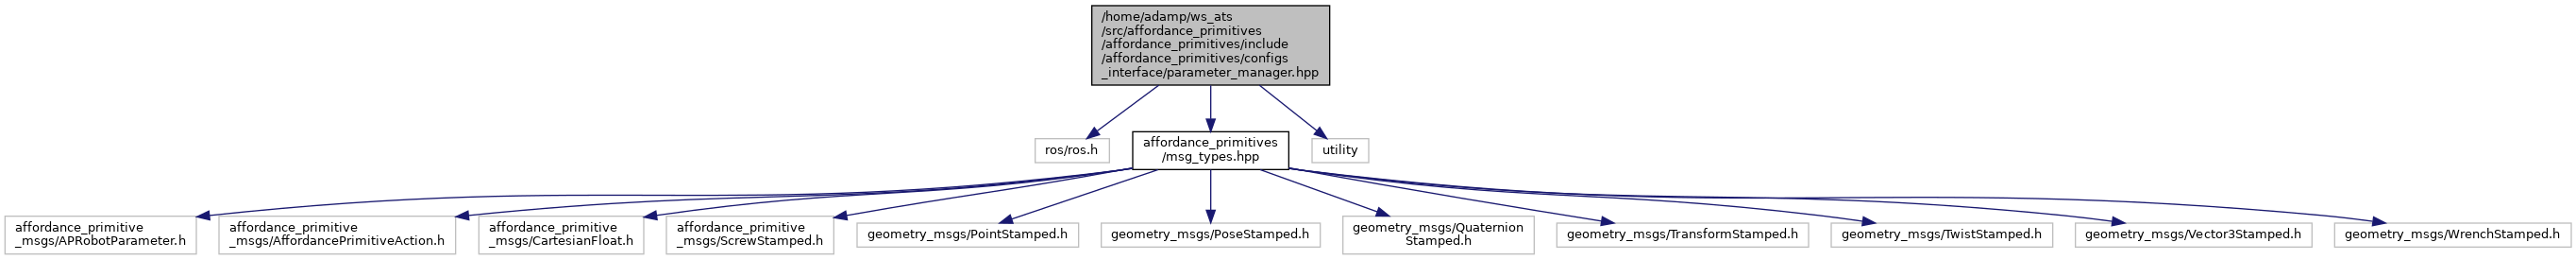 /home/adamp/ws_ats
/src/affordance_primitives
/affordance_primitives/include
/affordance_primitives/configs
_interface/parameter_manager.hpp
ros/ros.h
affordance_primitives
/msg_types.hpp
utility
affordance_primitive
_msgs/APRobotParameter.h
affordance_primitive
_msgs/AffordancePrimitiveAction.h
affordance_primitive
_msgs/CartesianFloat.h
affordance_primitive
_msgs/ScrewStamped.h
geometry_msgs/PointStamped.h
geometry_msgs/PoseStamped.h
geometry_msgs/Quaternion
Stamped.h
geometry_msgs/TransformStamped.h
geometry_msgs/TwistStamped.h
geometry_msgs/Vector3Stamped.h
geometry_msgs/WrenchStamped.h